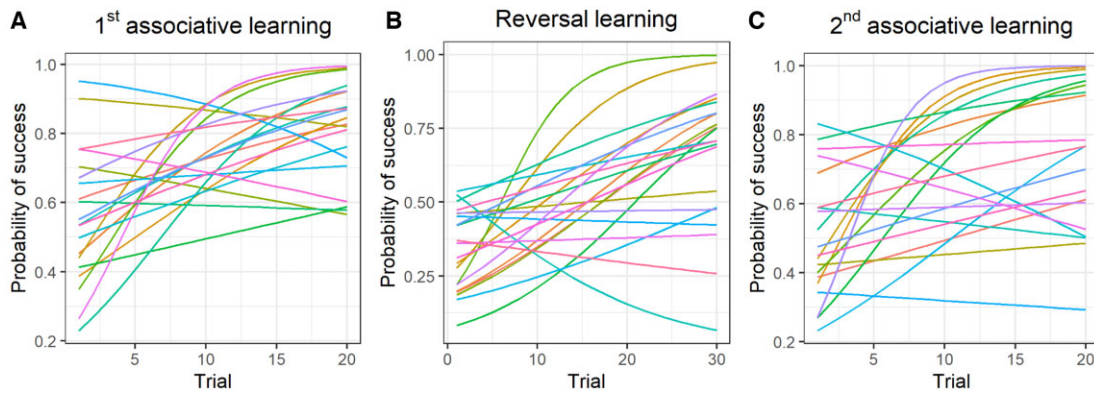 A
1st associative learning
Probability of success
1.0
0.8
0.6
0.4
0.2
5
10
15
20
Trial
B
Reversal learning
Probability of success
1.00
0.75
0.50
0.25
0
10
20
30
Trial
C
2nd associative learning
Probability of success
1.0
0.8
0.6
0.4
0.2
5
10
15
20
Trial